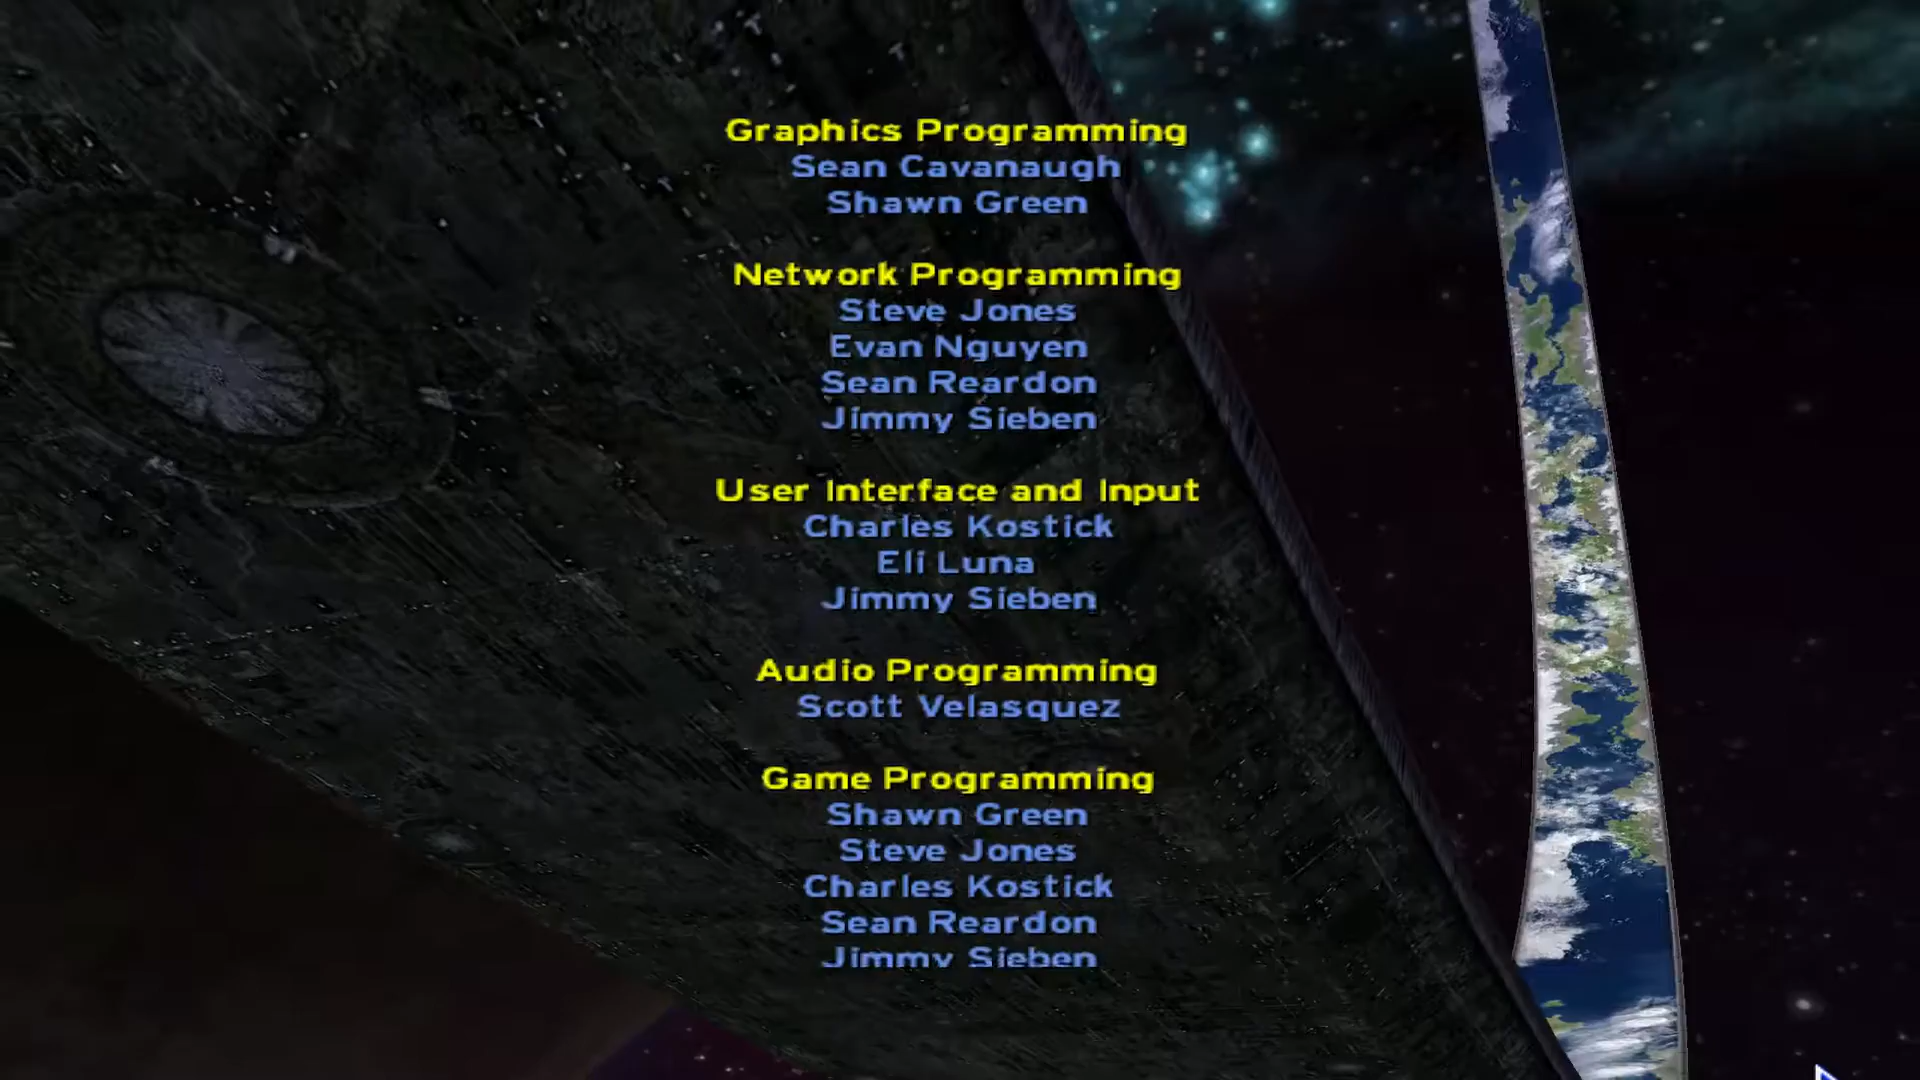 Graphics Programming
Sean Cavanaugh
Shawn Green
Network Programming
Steve Jones
Evan Nguyen
Sean Reardon
Jimmy Sieben
User Interface and Input
Charles Kostick
Eli Luna
Jimmy Sieben
Audio Programming
Scott Velasquez
Game Programming
Shawn Green
Steve Jones
Charles Kostick
Sean Reardon
Jimmy Sieben